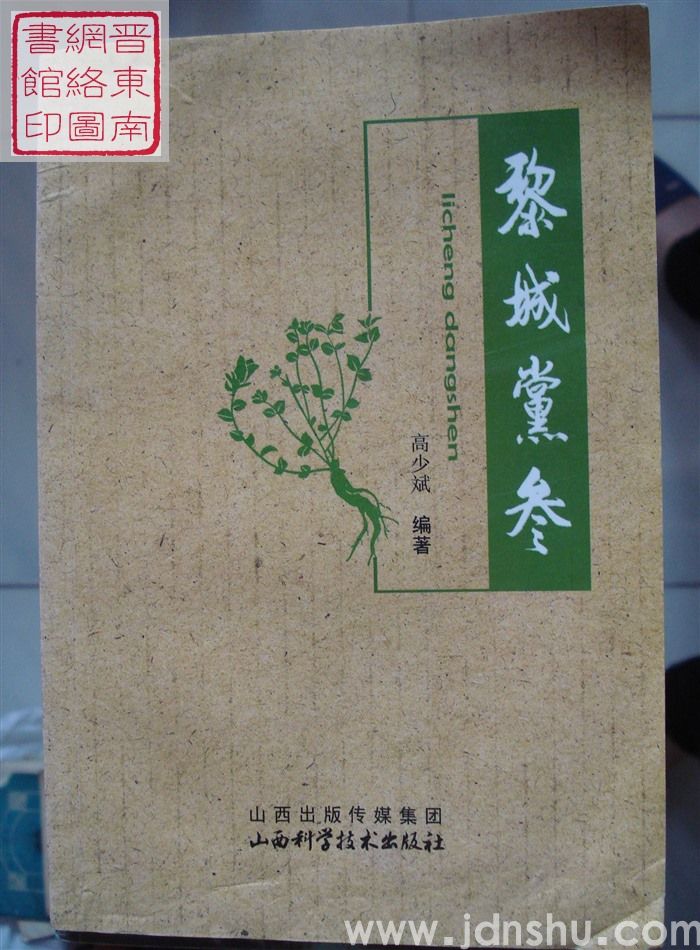 晋東南
網絡圖
書館印
黎城黨参
licheng dangshen
高少斌 编著
山西出版传媒集团
山西科学技术出版社
www.jdnshu.com